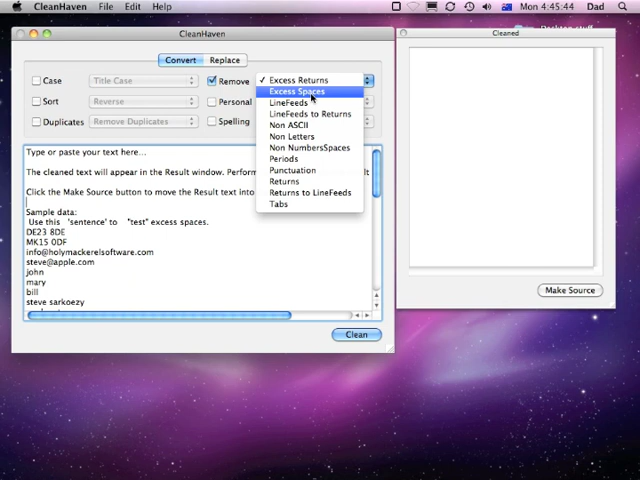 CleanHaven File Edit Help Mon 4:45:44 Dad
CleanHaven
Cleaned
Convert Replace
Case Title Case Remove ✓ Excess Returns
Excess Spaces
Sort Reverse Personal LineFeeds
LineFeeds to Returns
Duplicates Remove Duplicates Spelling Non ASCII
Non Letters
Non NumbersSpaces
Periods
Punctuation
Returns
Returns to LineFeeds
Tabs
Type or paste your text here...
The cleaned text will appear in the Result window. Perform
Click the Make Source button to move the Result text into
Sample data:
Use this 'sentence' to "test" excess spaces.
DE23 8DE
MK15 0DF
info@holymackerelsoftware.com
steve@apple.com
john
mary
bill
steve sarkoezy
Make Source
Clean